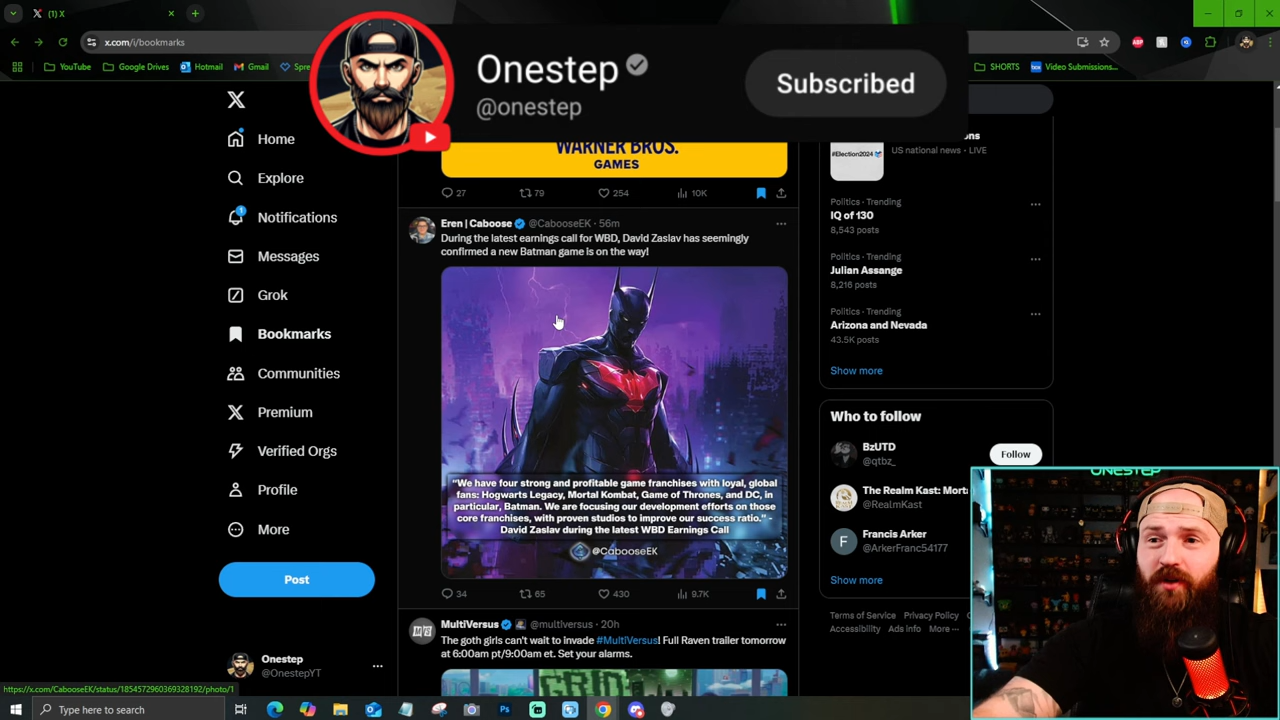 (1) X
x.com/i/bookmarks
YouTube
Google Drives
Hotmail
Gmail
SHORTS
Video Submissions...
Onestep
@onestep
Subscribed
Home
Explore
Notifications
1
Messages
Grok
Bookmarks
Communities
Premium
Verified Orgs
Profile
More
Post
Onestep
@OnestepYT
WARNER BROS.
GAMES
27
79
254
10K
Eren | Caboose @CabooseEK · 56m
During the latest earnings call for WBD, David Zaslav has seemingly
confirmed a new Batman game is on the way!
"We have four strong and profitable game franchises with loyal, global
fans: Hogwarts Legacy, Mortal Kombat, Game of Thrones, and DC, in
particular, Batman. We are focusing our development efforts on those
core franchises, with proven studios to improve our success ratio." -
David Zaslav during the latest WBD Earnings Call
@CabooseEK
34
65
430
9.7K
MultiVersus @multiversus · 20h
The goth girls can't wait to invade #MultiVersus! Full Raven trailer tomorrow
at 6:00am pt/9:00am et. Set your alarms.
#Election2024
US national news · LIVE
Politics · Trending
IQ of 130
8,543 posts
Politics · Trending
Julian Assange
8,216 posts
Politics · Trending
Arizona and Nevada
43.5K posts
Show more
Who to follow
BzUTD
@qtbz_
Follow
The Realm Kast:
@RealmKast
Francis Arker
@ArkerFranc54177
Show more
Terms of Service Privacy Policy
Accessibility Ads info More ...
ONESTEP
https://x.com/CabooseEK/status/1854572960369328192/photo/1
Type here to search